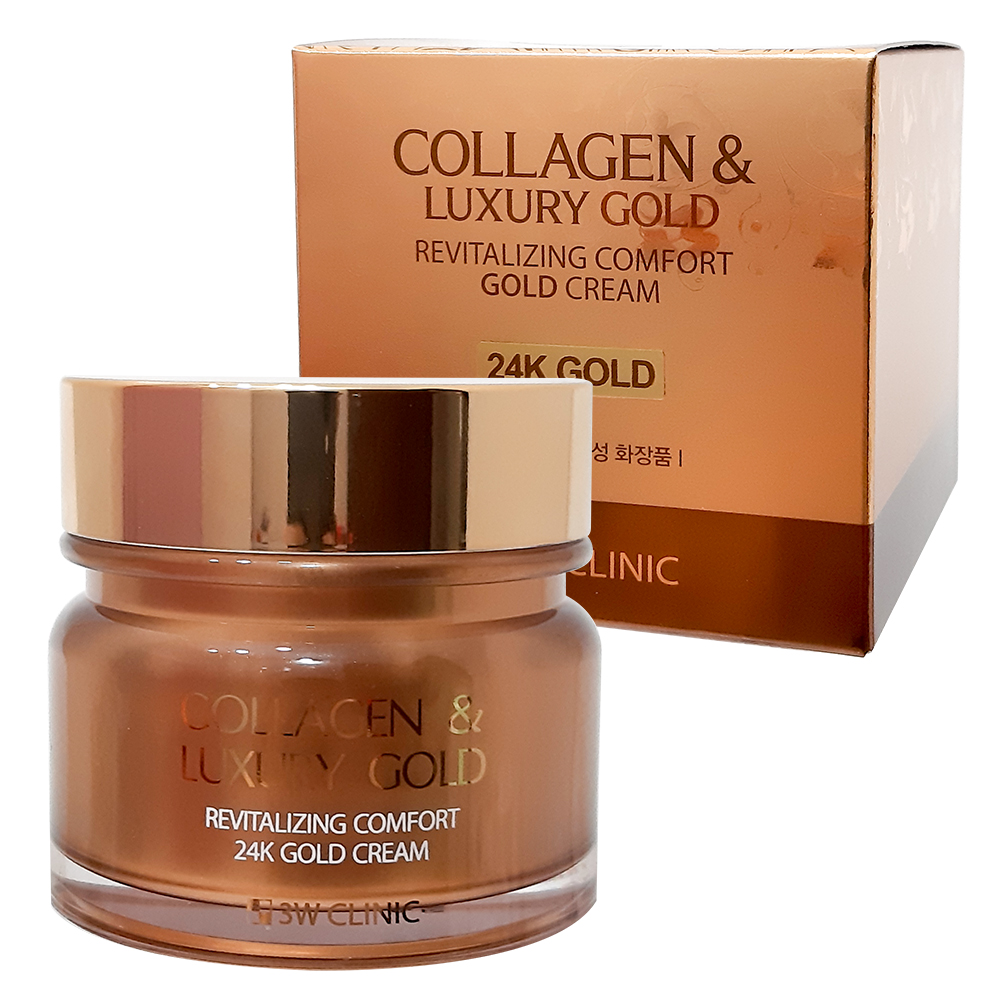 COLLAGEN &
LUXURY GOLD
REVITALIZING COMFORT
GOLD CREAM
24K GOLD
성 화장품 |
CLINIC
COLLAGEN &
LUXURY GOLD
REVITALIZING COMFORT
24K GOLD CREAM
3W CLINIC